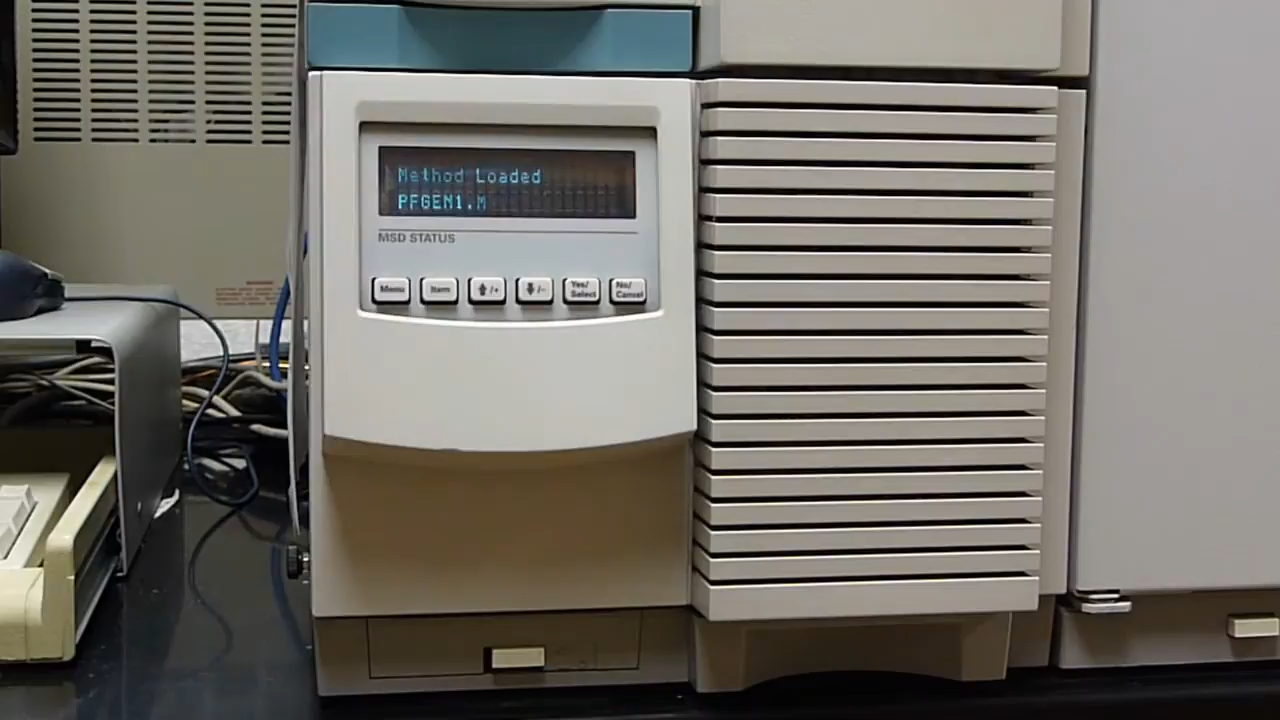 Method Loaded
PFGEN1.M
MSD STATUS
Menu Item ⬆/+ ⬇/- Yes/Select No/Cancel